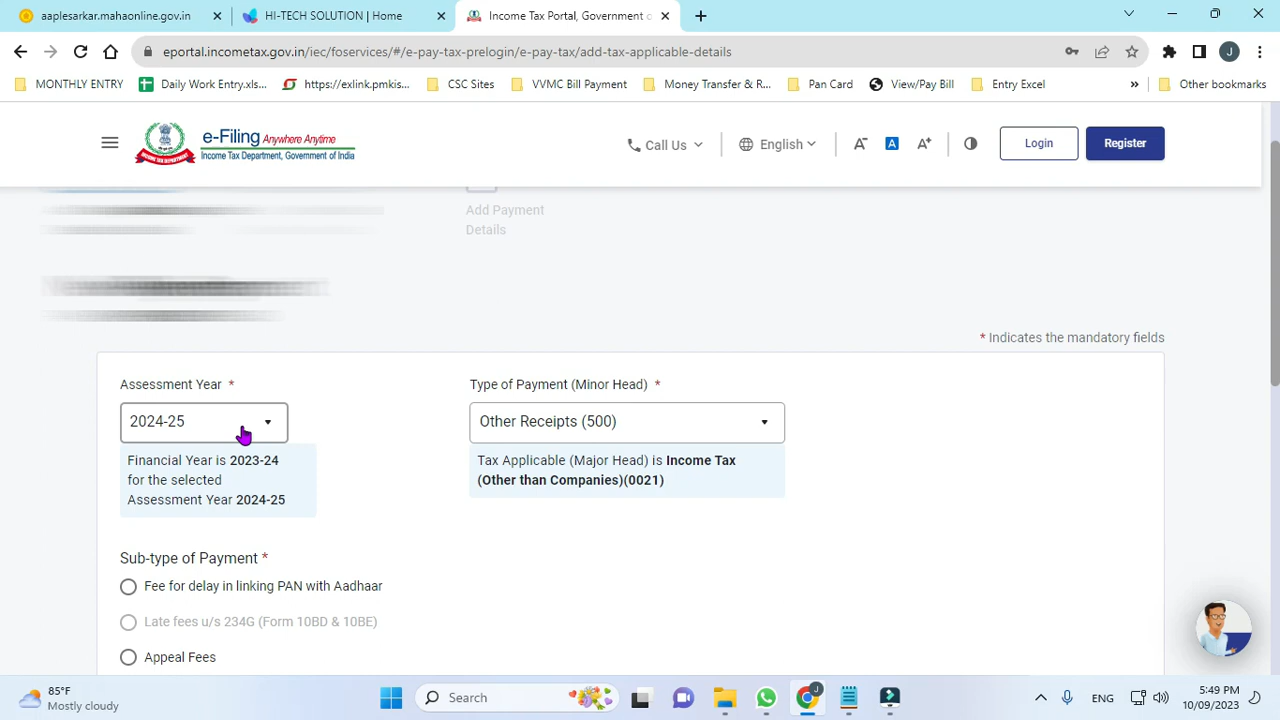 aaplesarkar.mahaonline.gov.in
HI-TECH SOLUTION | Home
Income Tax Portal, Government o
eportal.incometax.gov.in/iec/foservices/#/e-pay-tax-prelogin/e-pay-tax/add-tax-applicable-details
J
MONTHLY ENTRY
Daily Work Entry.xls...
https://exlink.pmkis...
CSC Sites
VVMC Bill Payment
Money Transfer & R...
Pan Card
View/Pay Bill
Entry Excel
»
Other bookmarks
e-Filing Anywhere Anytime
Income Tax Department, Government of India
Call Us
English
A-
A
A+
Login
Register
Add Payment
Details
* Indicates the mandatory fields
Assessment Year *
Type of Payment (Minor Head) *
2024-25
Other Receipts (500)
Financial Year is 2023-24
for the selected
Assessment Year 2024-25
Tax Applicable (Major Head) is Income Tax
(Other than Companies)(0021)
Sub-type of Payment *
Fee for delay in linking PAN with Aadhaar
Late fees u/s 234G (Form 10BD & 10BE)
Appeal Fees
85°F
Mostly cloudy
Search
J
ENG
5:49 PM
10/09/2023